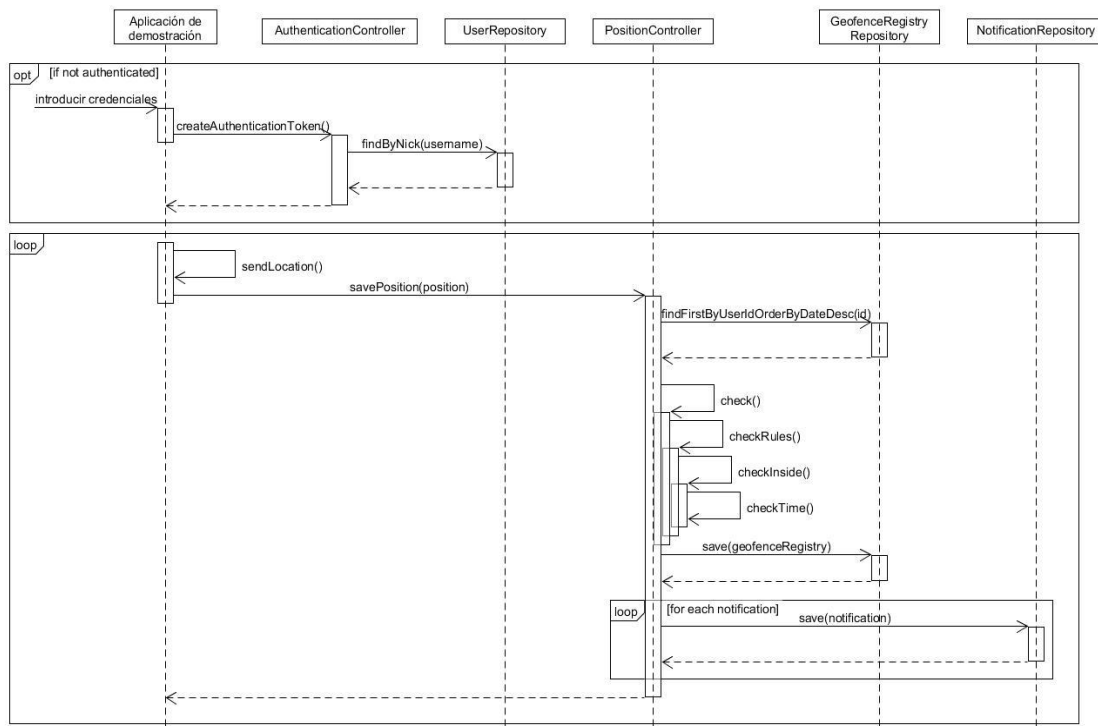 Aplicación de
demostración
AuthenticationController
UserRepository
PositionController
GeofenceRegistry
Repository
NotificationRepository
opt
[if not authenticated]
introducir credenciales
createAuthenticationToken()
findByNick(username)
loop
sendLocation()
savePosition(position)
findFirstByUserIdOrderByDateDesc(id)
check()
checkRules()
checkInside()
checkTime()
save(geofenceRegistry)
loop
[for each notification]
save(notification)